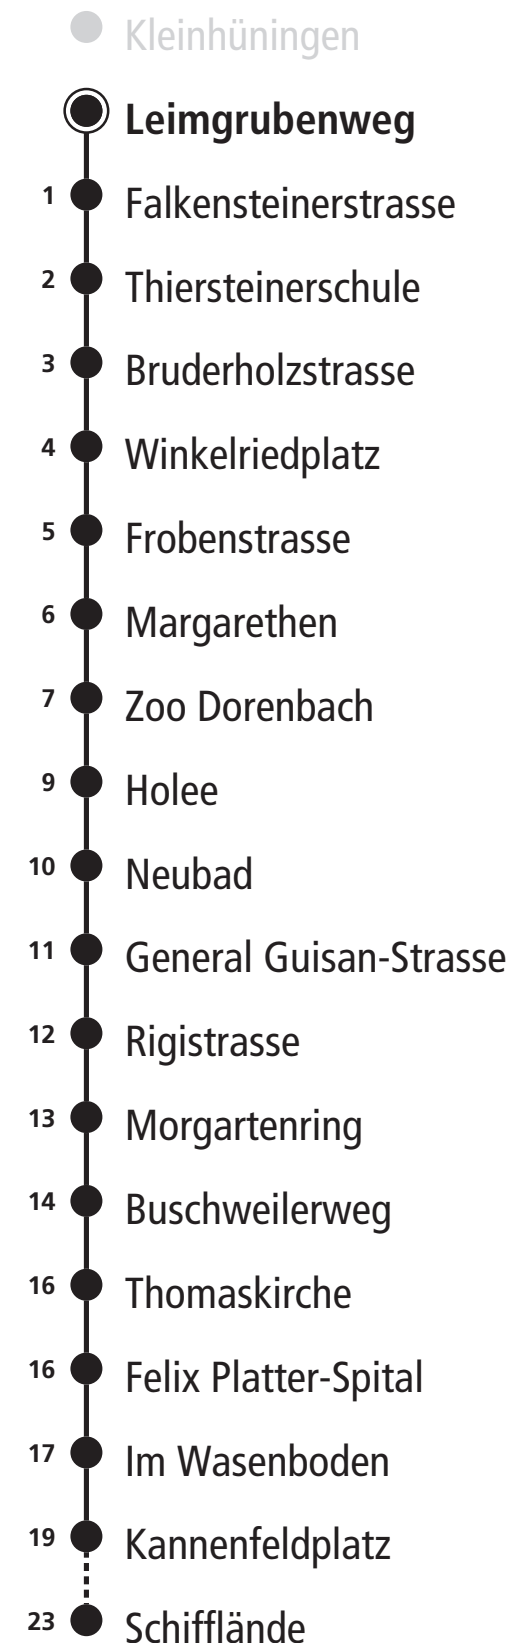 Kleinhüningen
Leimgrubenweg
1 Falkensteinerstrasse
2 Thiersteinerschule
3 Bruderholzstrasse
4 Winkelriedplatz
5 Frobenstrasse
6 Margarethen
7 Zoo Dorenbach
9 Holee
10 Neubad
11 General Guisan-Strasse
12 Rigistrasse
13 Morgartenring
14 Buschweilerweg
16 Thomaskirche
16 Felix Platter-Spital
17 Im Wasenboden
19 Kannenfeldplatz
23 Schifflände